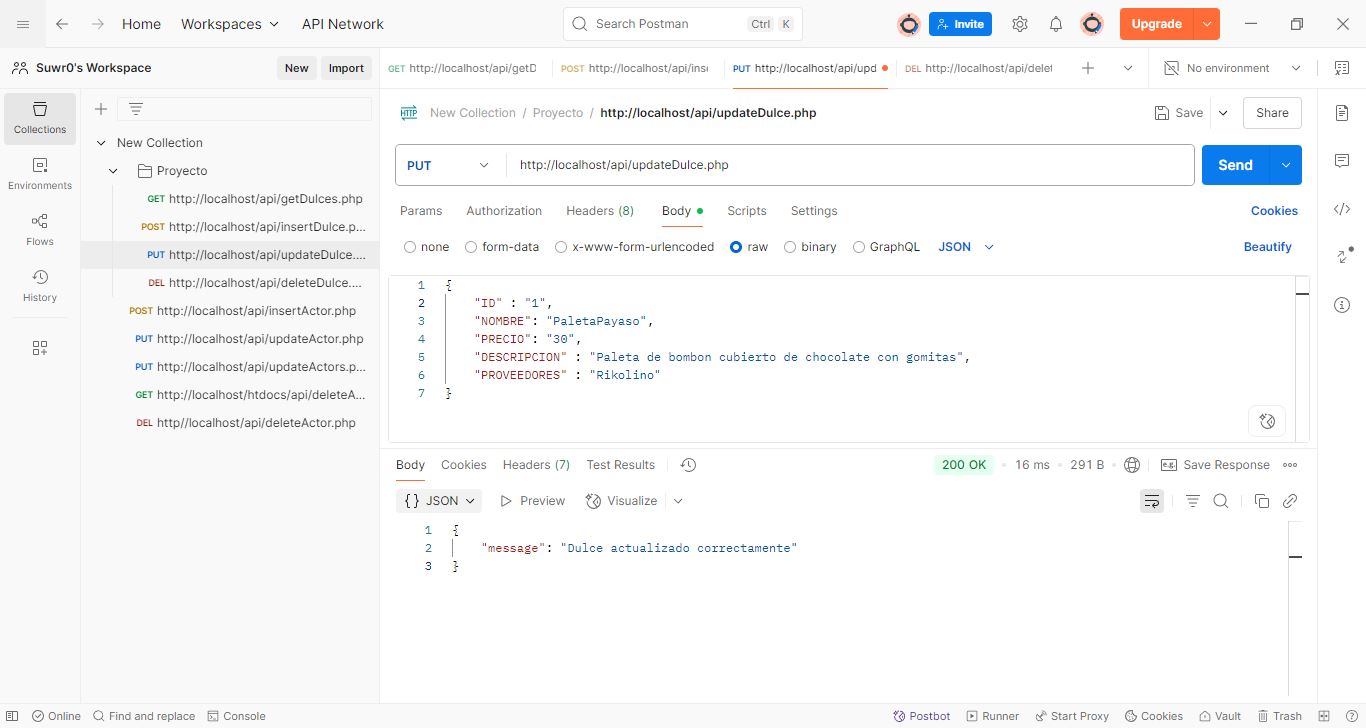 Home Workspaces API Network Search Postman Ctrl K Invite Upgrade
Suwr0's Workspace New Import GET http://localhost/api/getD POST http://localhost/api/inse PUT http://localhost/api/upd DEL http://localhost/api/delet No environment
Collections
Environments
Flows
History
New Collection
Proyecto
GET http://localhost/api/getDulces.php
POST http://localhost/api/insertDulce.p...
PUT http://localhost/api/updateDulce....
DEL http://localhost/api/deleteDulce....
POST http://localhost/api/insertActor.php
PUT http://localhost/api/updateActor.php
PUT http://localhost/api/updateActors.p...
GET http://localhost/htdocs/api/deleteA...
DEL http//localhost/api/deleteActor.php
HTTP New Collection / Proyecto / http://localhost/api/updateDulce.php Save Share
PUT http://localhost/api/updateDulce.php Send
Params Authorization Headers (8) Body Scripts Settings Cookies
none form-data x-www-form-urlencoded raw binary GraphQL JSON Beautify
1 {
2 "ID" : "1",
3 "NOMBRE": "PaletaPayaso",
4 "PRECIO": "30",
5 "DESCRIPCION" : "Paleta de bombon cubierto de chocolate con gomitas",
6 "PROVEEDORES" : "Rikolino"
7 }
Body Cookies Headers (7) Test Results 200 OK 16 ms 291 B e.g. Save Response
{} JSON Preview Visualize
1 {
2 "message": "Dulce actualizado correctamente"
3 }
Online Find and replace Console Postbot Runner Start Proxy Cookies Vault Trash